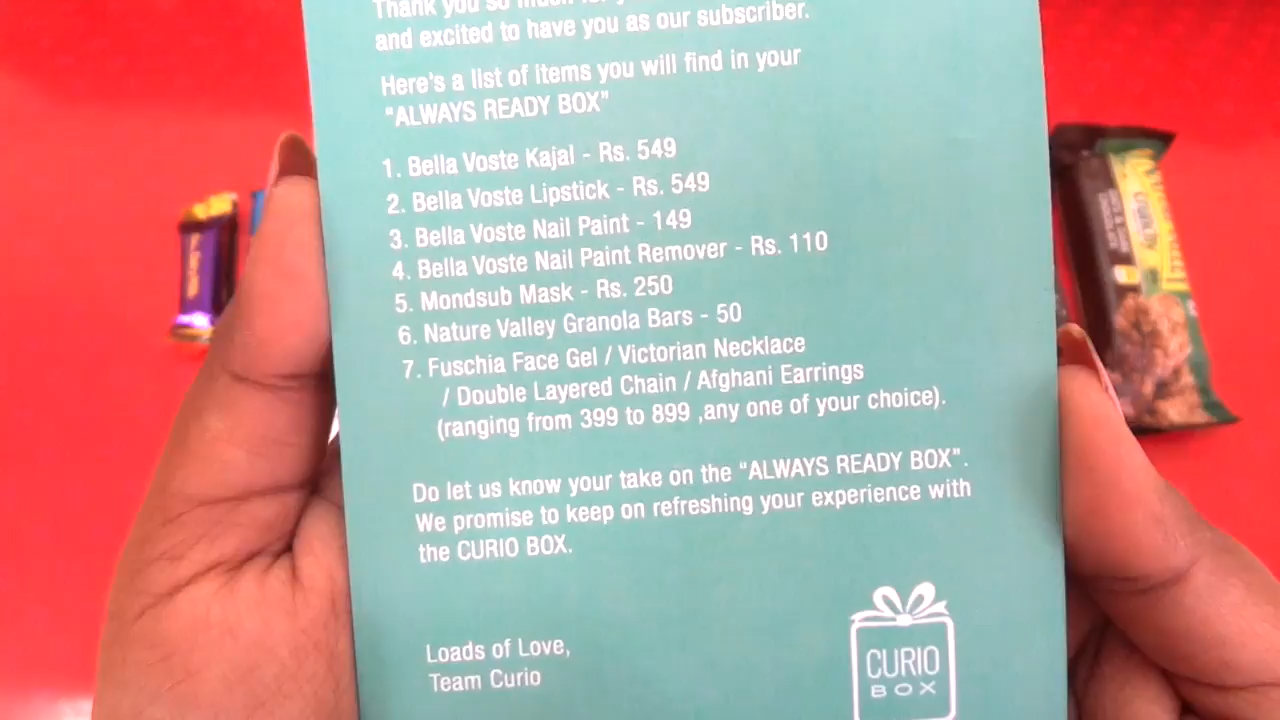 Thank you so much for
and excited to have you as our subscriber.
Here's a list of items you will find in your
"ALWAYS READY BOX"
1. Bella Voste Kajal - Rs. 549
2. Bella Voste Lipstick - Rs. 549
3. Bella Voste Nail Paint - 149
4. Bella Voste Nail Paint Remover - Rs. 110
5. Mondsub Mask - Rs. 250
6. Nature Valley Granola Bars - 50
7. Fuschia Face Gel / Victorian Necklace
/ Double Layered Chain / Afghani Earrings
(ranging from 399 to 899 ,any one of your choice).
Do let us know your take on the "ALWAYS READY BOX".
We promise to keep on refreshing your experience with
the CURIO BOX.
Loads of Love,
Team Curio
CURIO
BOX